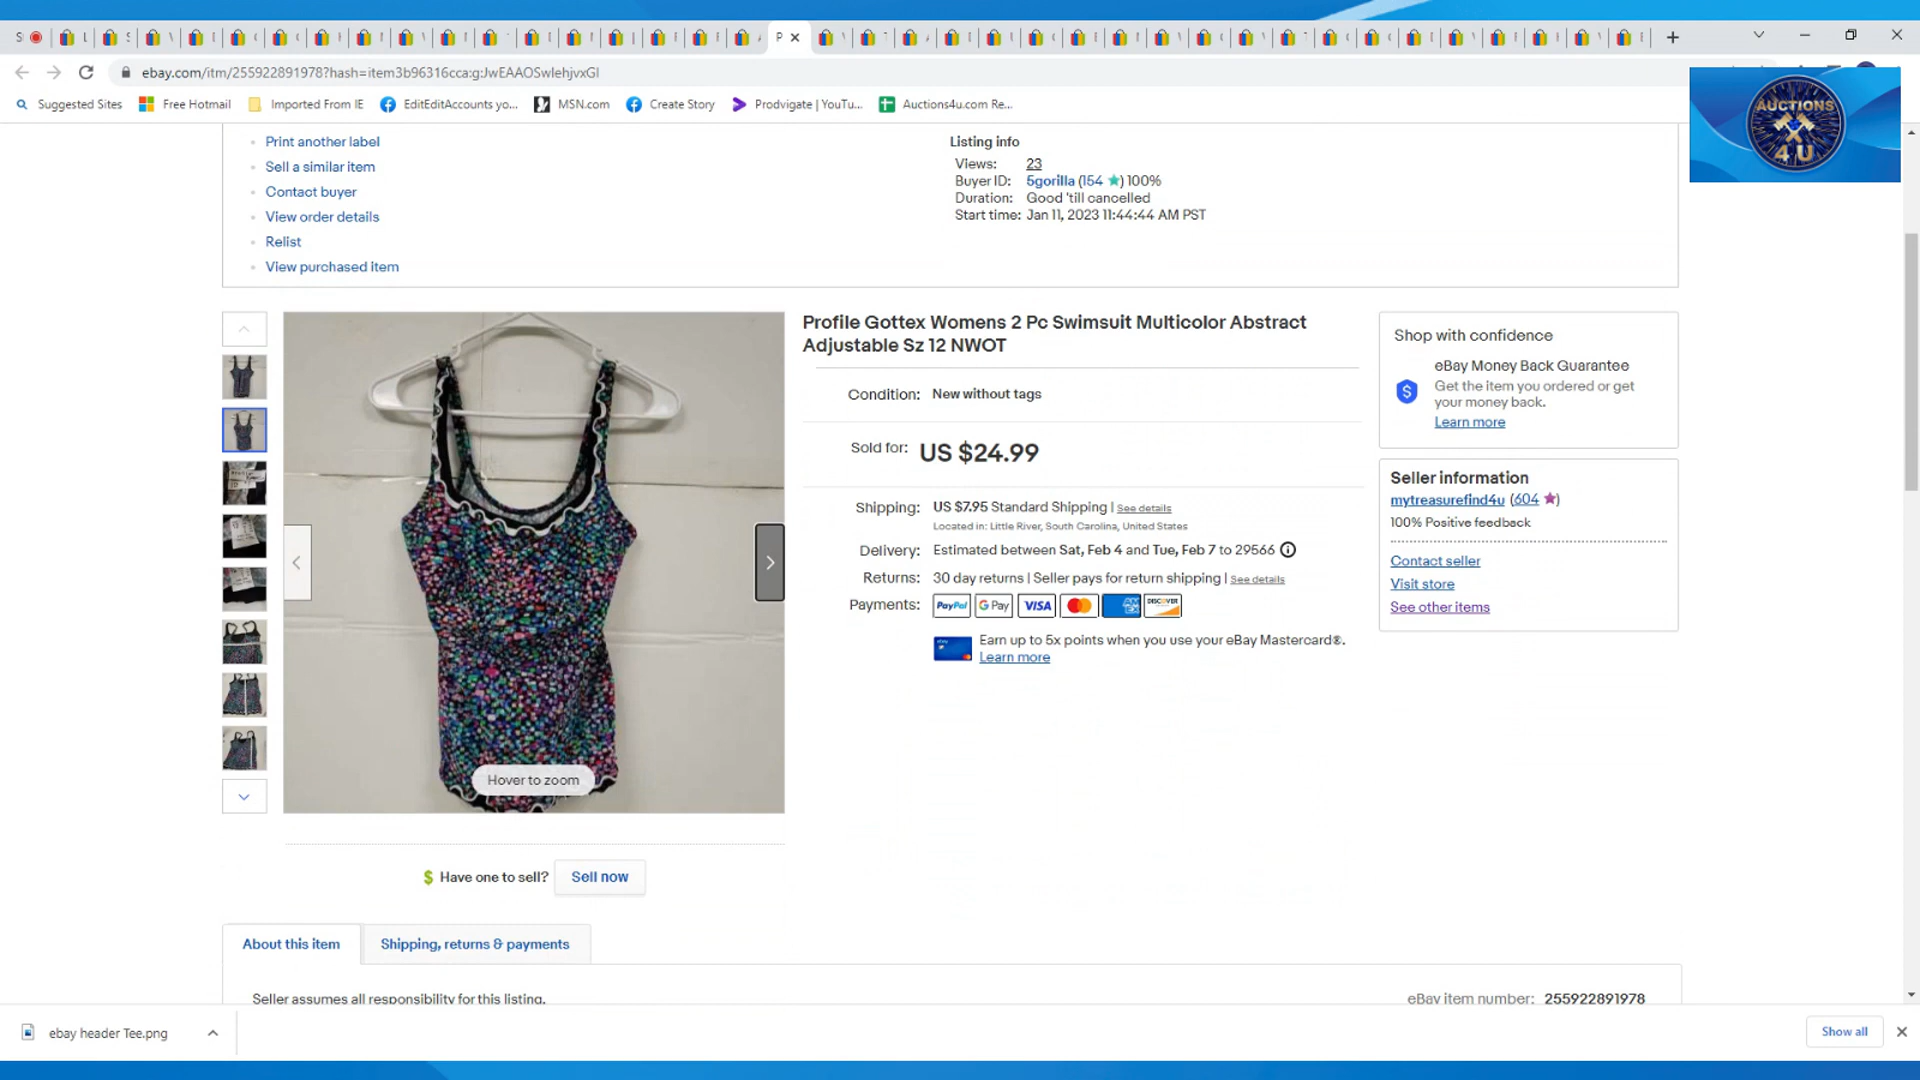 ebay.com/itm/255922891978?hash=item3b96316cca:g:JwEAAOSwlehjvxGI
Suggested Sites
Free Hotmail
Imported From IE
EditEditAccounts yo...
MSN.com
Create Story
Prodvigate | YouTu...
Auctions4u.com Re...
AUCTIONS
4 U
Print another label
Sell a similar item
Contact buyer
View order details
Relist
View purchased item
Listing info
Views: 23
Buyer ID: 5gorilla (154 ) 100%
Duration: Good 'till cancelled
Start time: Jan 11, 2023 11:44:44 AM PST
Profile Gottex Womens 2 Pc Swimsuit Multicolor Abstract
Adjustable Sz 12 NWOT
Condition: New without tags
Sold for: US $24.99
Shipping: US $7.95 Standard Shipping | See details
Located in: Little River, South Carolina, United States
Delivery: Estimated between Sat, Feb 4 and Tue, Feb 7 to 29566
Returns: 30 day returns | Seller pays for return shipping | See details
Payments: PayPal G Pay VISA AMEX DISCOVER
Earn up to 5x points when you use your eBay Mastercard®.
Learn more
Shop with confidence
eBay Money Back Guarantee
Get the item you ordered or get
your money back.
Learn more
Seller information
mytreasurefind4u (604 )
100% Positive feedback
Contact seller
Visit store
See other items
Hover to zoom
$ Have one to sell? Sell now
About this item
Shipping, returns & payments
Seller assumes all responsibility for this listing.
eBay item number: 255922891978
ebay header Tee.png
Show all